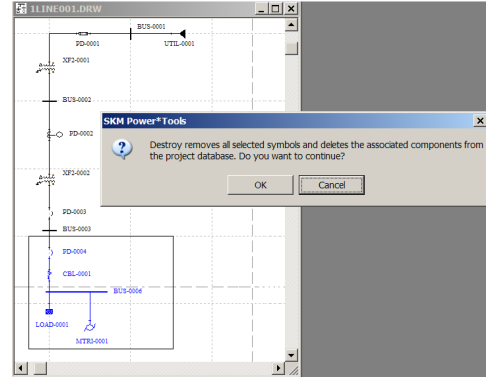 1LINE001.DRW
BUS-0001
PD-0001
UTIL-0001
XF2-0001
BUS-0002
SKM Power*Tools
PD-0002
Destroy removes all selected symbols and deletes the associated components from
the project database. Do you want to continue?
XF2-0002
OK
Cancel
PD-0003
BUS-0003
PD-0004
CBL-0001
BUS-0006
LOAD-0001
MTRI-0001